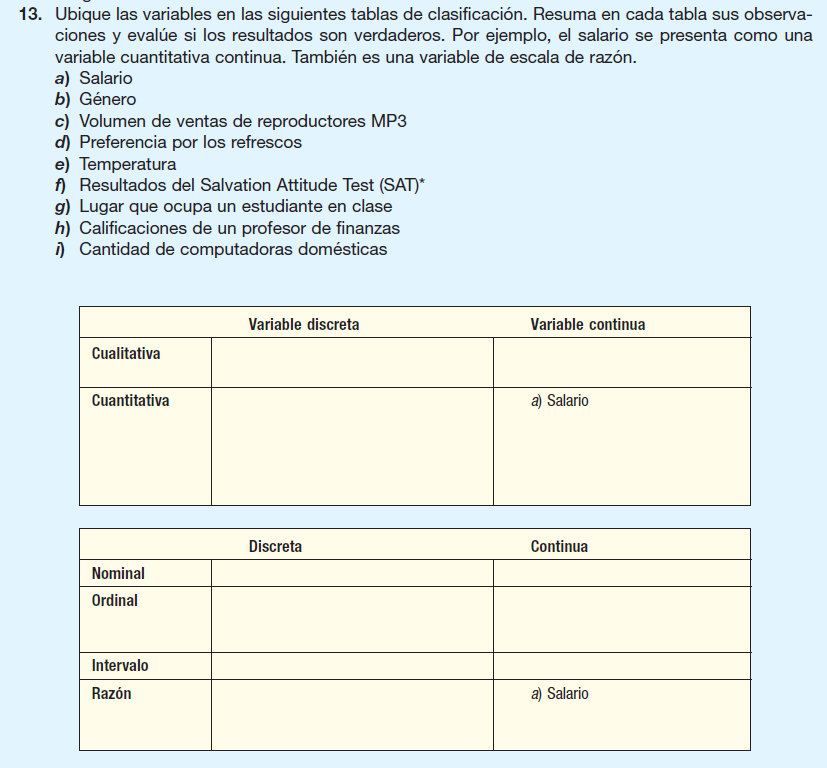 13. Ubique las variables en las siguientes tablas de clasificación. Resuma en cada tabla sus observa-
ciones y evalúe si los resultados son verdaderos. Por ejemplo, el salario se presenta como una
variable cuantitativa continua. También es una variable de escala de razón.
a) Salario
b) Género
c) Volumen de ventas de reproductores MP3
d) Preferencia por los refrescos
e) Temperatura
f) Resultados del Salvation Attitude Test (SAT)*
g) Lugar que ocupa un estudiante en clase
h) Calificaciones de un profesor de finanzas
i) Cantidad de computadoras domésticas
Variable discreta Variable continua
Cualitativa
Cuantitativa a) Salario
Discreta Continua
Nominal
Ordinal
Intervalo
Razón a) Salario